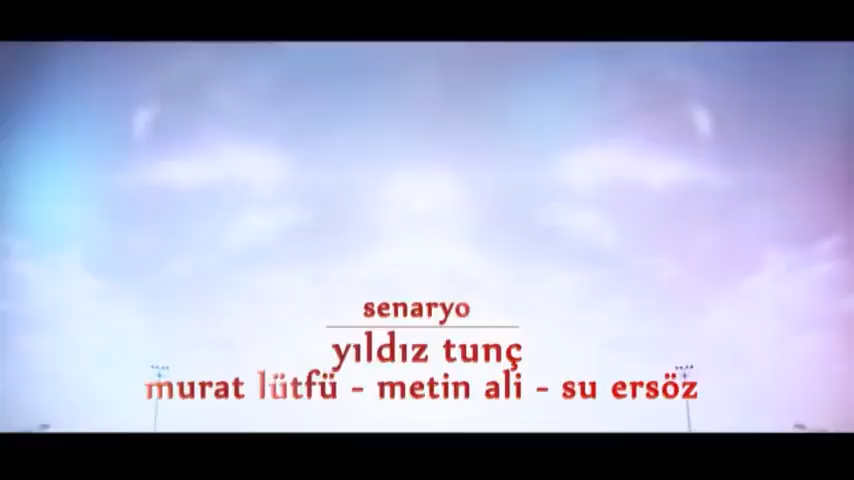 senaryo
yıldız tunç
murat lütfü - metin ali - su ersöz